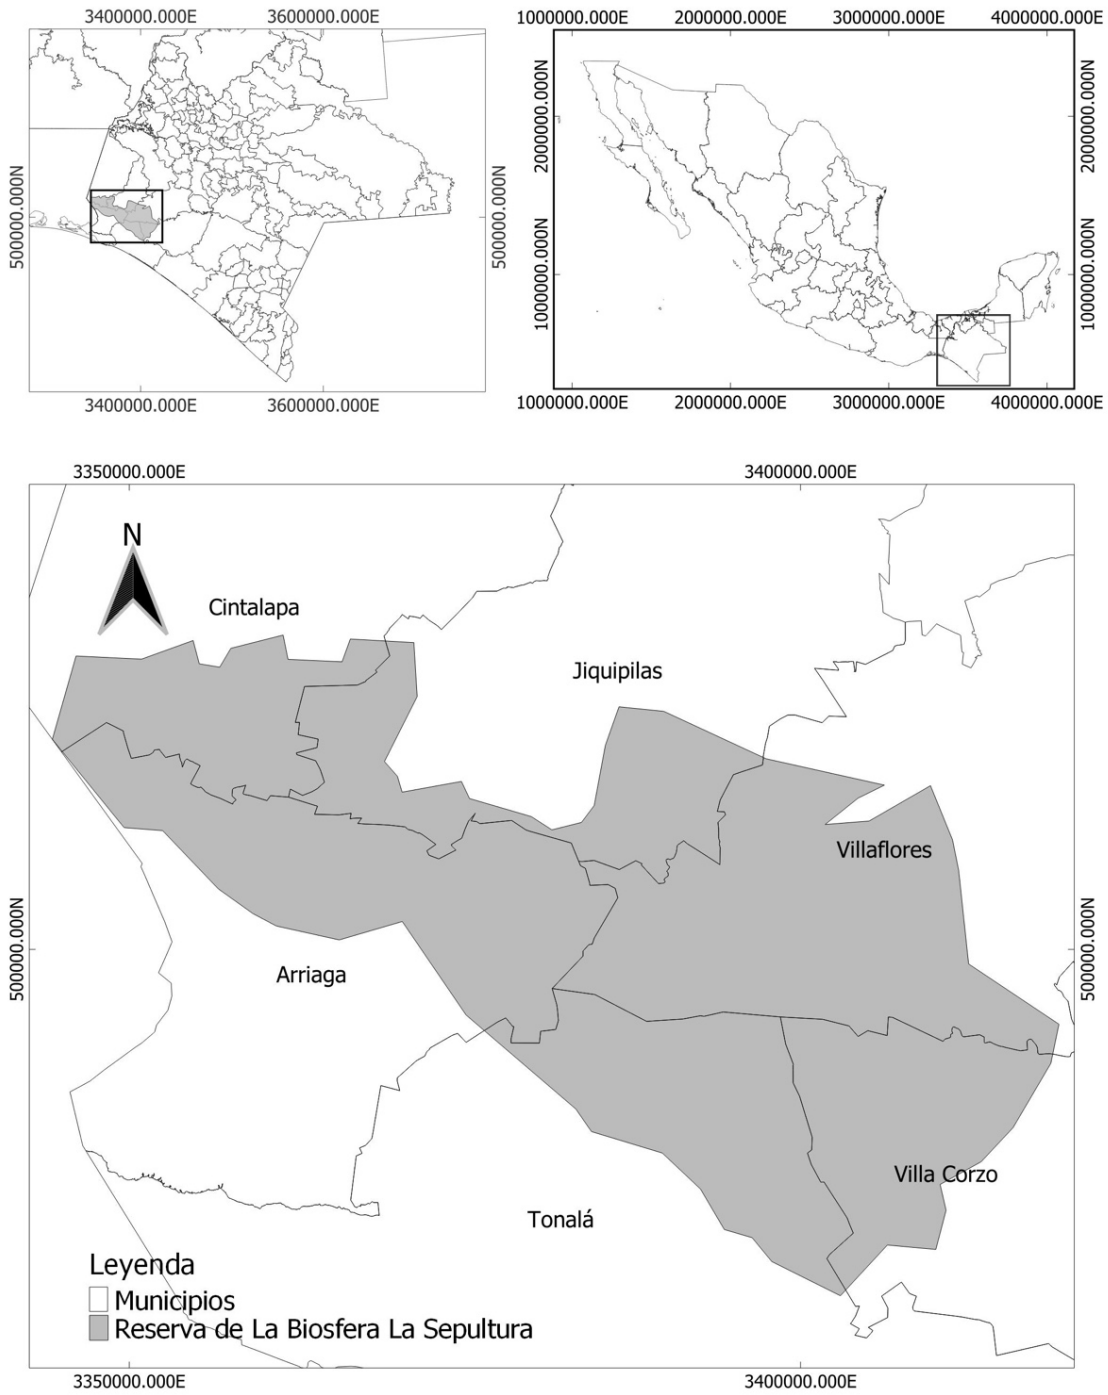 3400000.000E 3600000.000E
500000.000N
500000.000N
3400000.000E 3600000.000E
1000000.000E 2000000.000E 3000000.000E 4000000.000E
2000000.000N
1000000.000N
2000000.000N
1000000.000N
1000000.000E 2000000.000E 3000000.000E 4000000.000E
3350000.000E 3400000.000E
N
Cintalapa
Jiquipilas
Villaflores
500000.000N
500000.000N
Arriaga
Villa Corzo
Tonalá
Leyenda
Municipios
Reserva de La Biosfera La Sepultura
3350000.000E 3400000.000E